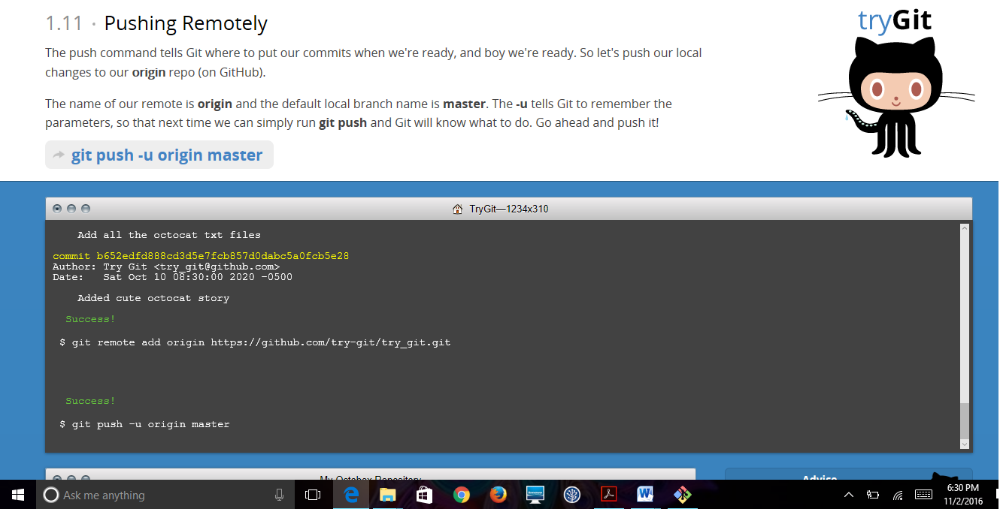 1.11 · Pushing Remotely
tryGit
The push command tells Git where to put our commits when we're ready, and boy we're ready. So let's push our local
changes to our origin repo (on GitHub).
The name of our remote is origin and the default local branch name is master. The -u tells Git to remember the
parameters, so that next time we can simply run git push and Git will know what to do. Go ahead and push it!
git push -u origin master
TryGit—1234x310
Add all the octocat txt files
commit b652edfd888cd3d5e7fcb857d0dabc5a0fcb5e28
Author: Try Git <try_git@github.com>
Date:   Sat Oct 10 08:30:00 2020 -0500
Added cute octocat story
Success!
$ git remote add origin https://github.com/try-git/try_git.git
Success!
$ git push -u origin master
My Octobox Repository
Advice
Ask me anything
6:30 PM
11/2/2016